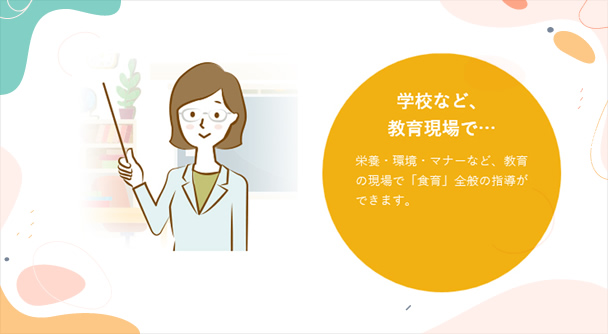 学校など、
教育現場で…
栄養・環境・マナーなど、教育
の現場で「食育」全般の指導が
できます。